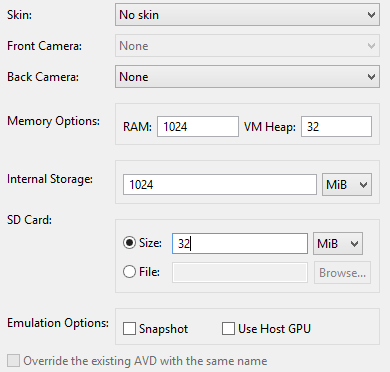 Skin: No skin
Front Camera: None
Back Camera: None
Memory Options: RAM: 1024 VM Heap: 32
Internal Storage: 1024 MiB
SD Card:
Size: 32 MiB
File: Browse...
Emulation Options: Snapshot Use Host GPU
Override the existing AVD with the same name